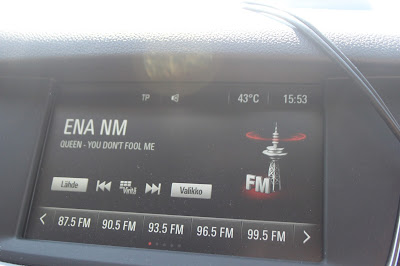 TP 43°C 15:53
ENA NM
QUEEN - YOU DON'T FOOL ME
FM
Lähde Viritä Valikko
87.5 FM 90.5 FM 93.5 FM 96.5 FM 99.5 FM